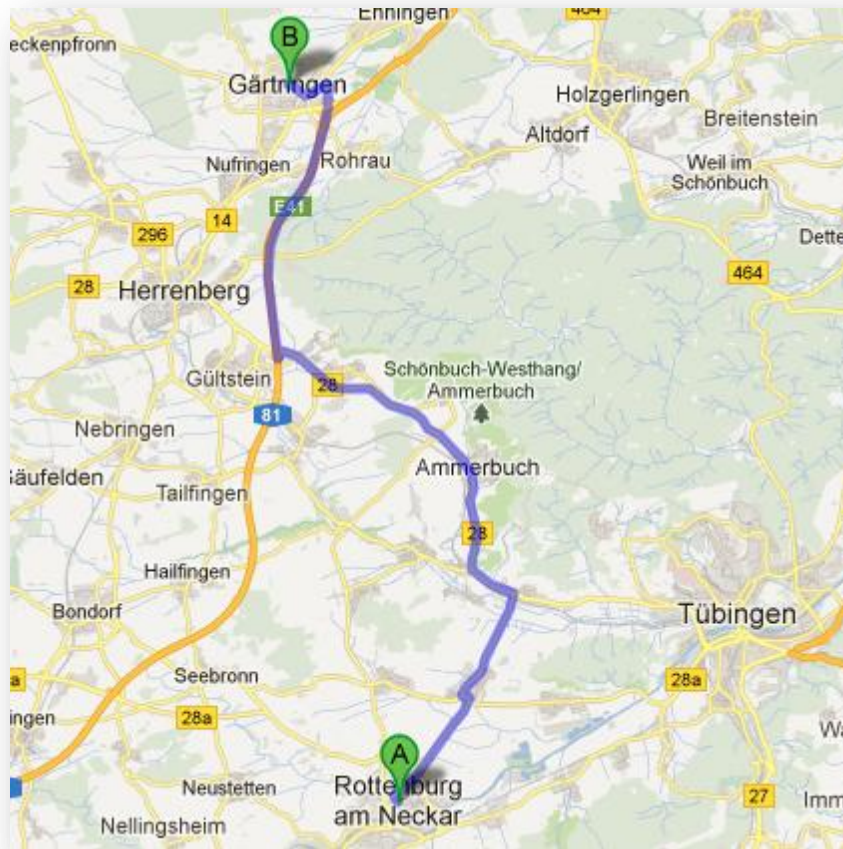 Ehningen
464
eckenpfronn
B
Gärtringen
Holzgerlingen
Breitenstein
Altdorf
Nufringen
Rohrau
Weil im
Schönbuch
E41
14
296
Dette
464
28
Herrenberg
Schönbuch-Westhang/
Ammerbuch
Gültstein
28
81
Nebringen
Ammerbuch
äufelden
Tailfingen
28
Hailfingen
Bondorf
Tübingen
Seebronn
28a
a
28a
ingen
Wa
A
Neustetten
Rottenburg
am Neckar
27
Imm
Nellingsheim